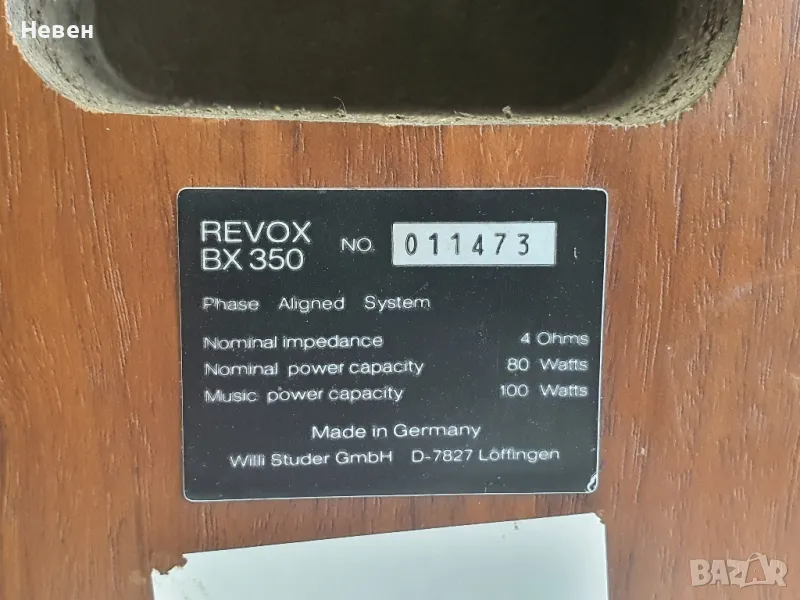 Невен
REVOX
BX 350
NO. 011473
Phase Aligned System
Nominal impedance 4 Ohms
Nominal power capacity 80 Watts
Music power capacity 100 Watts
Made in Germany
Willi Studer GmbH D-7827 Löffingen
BAZAR